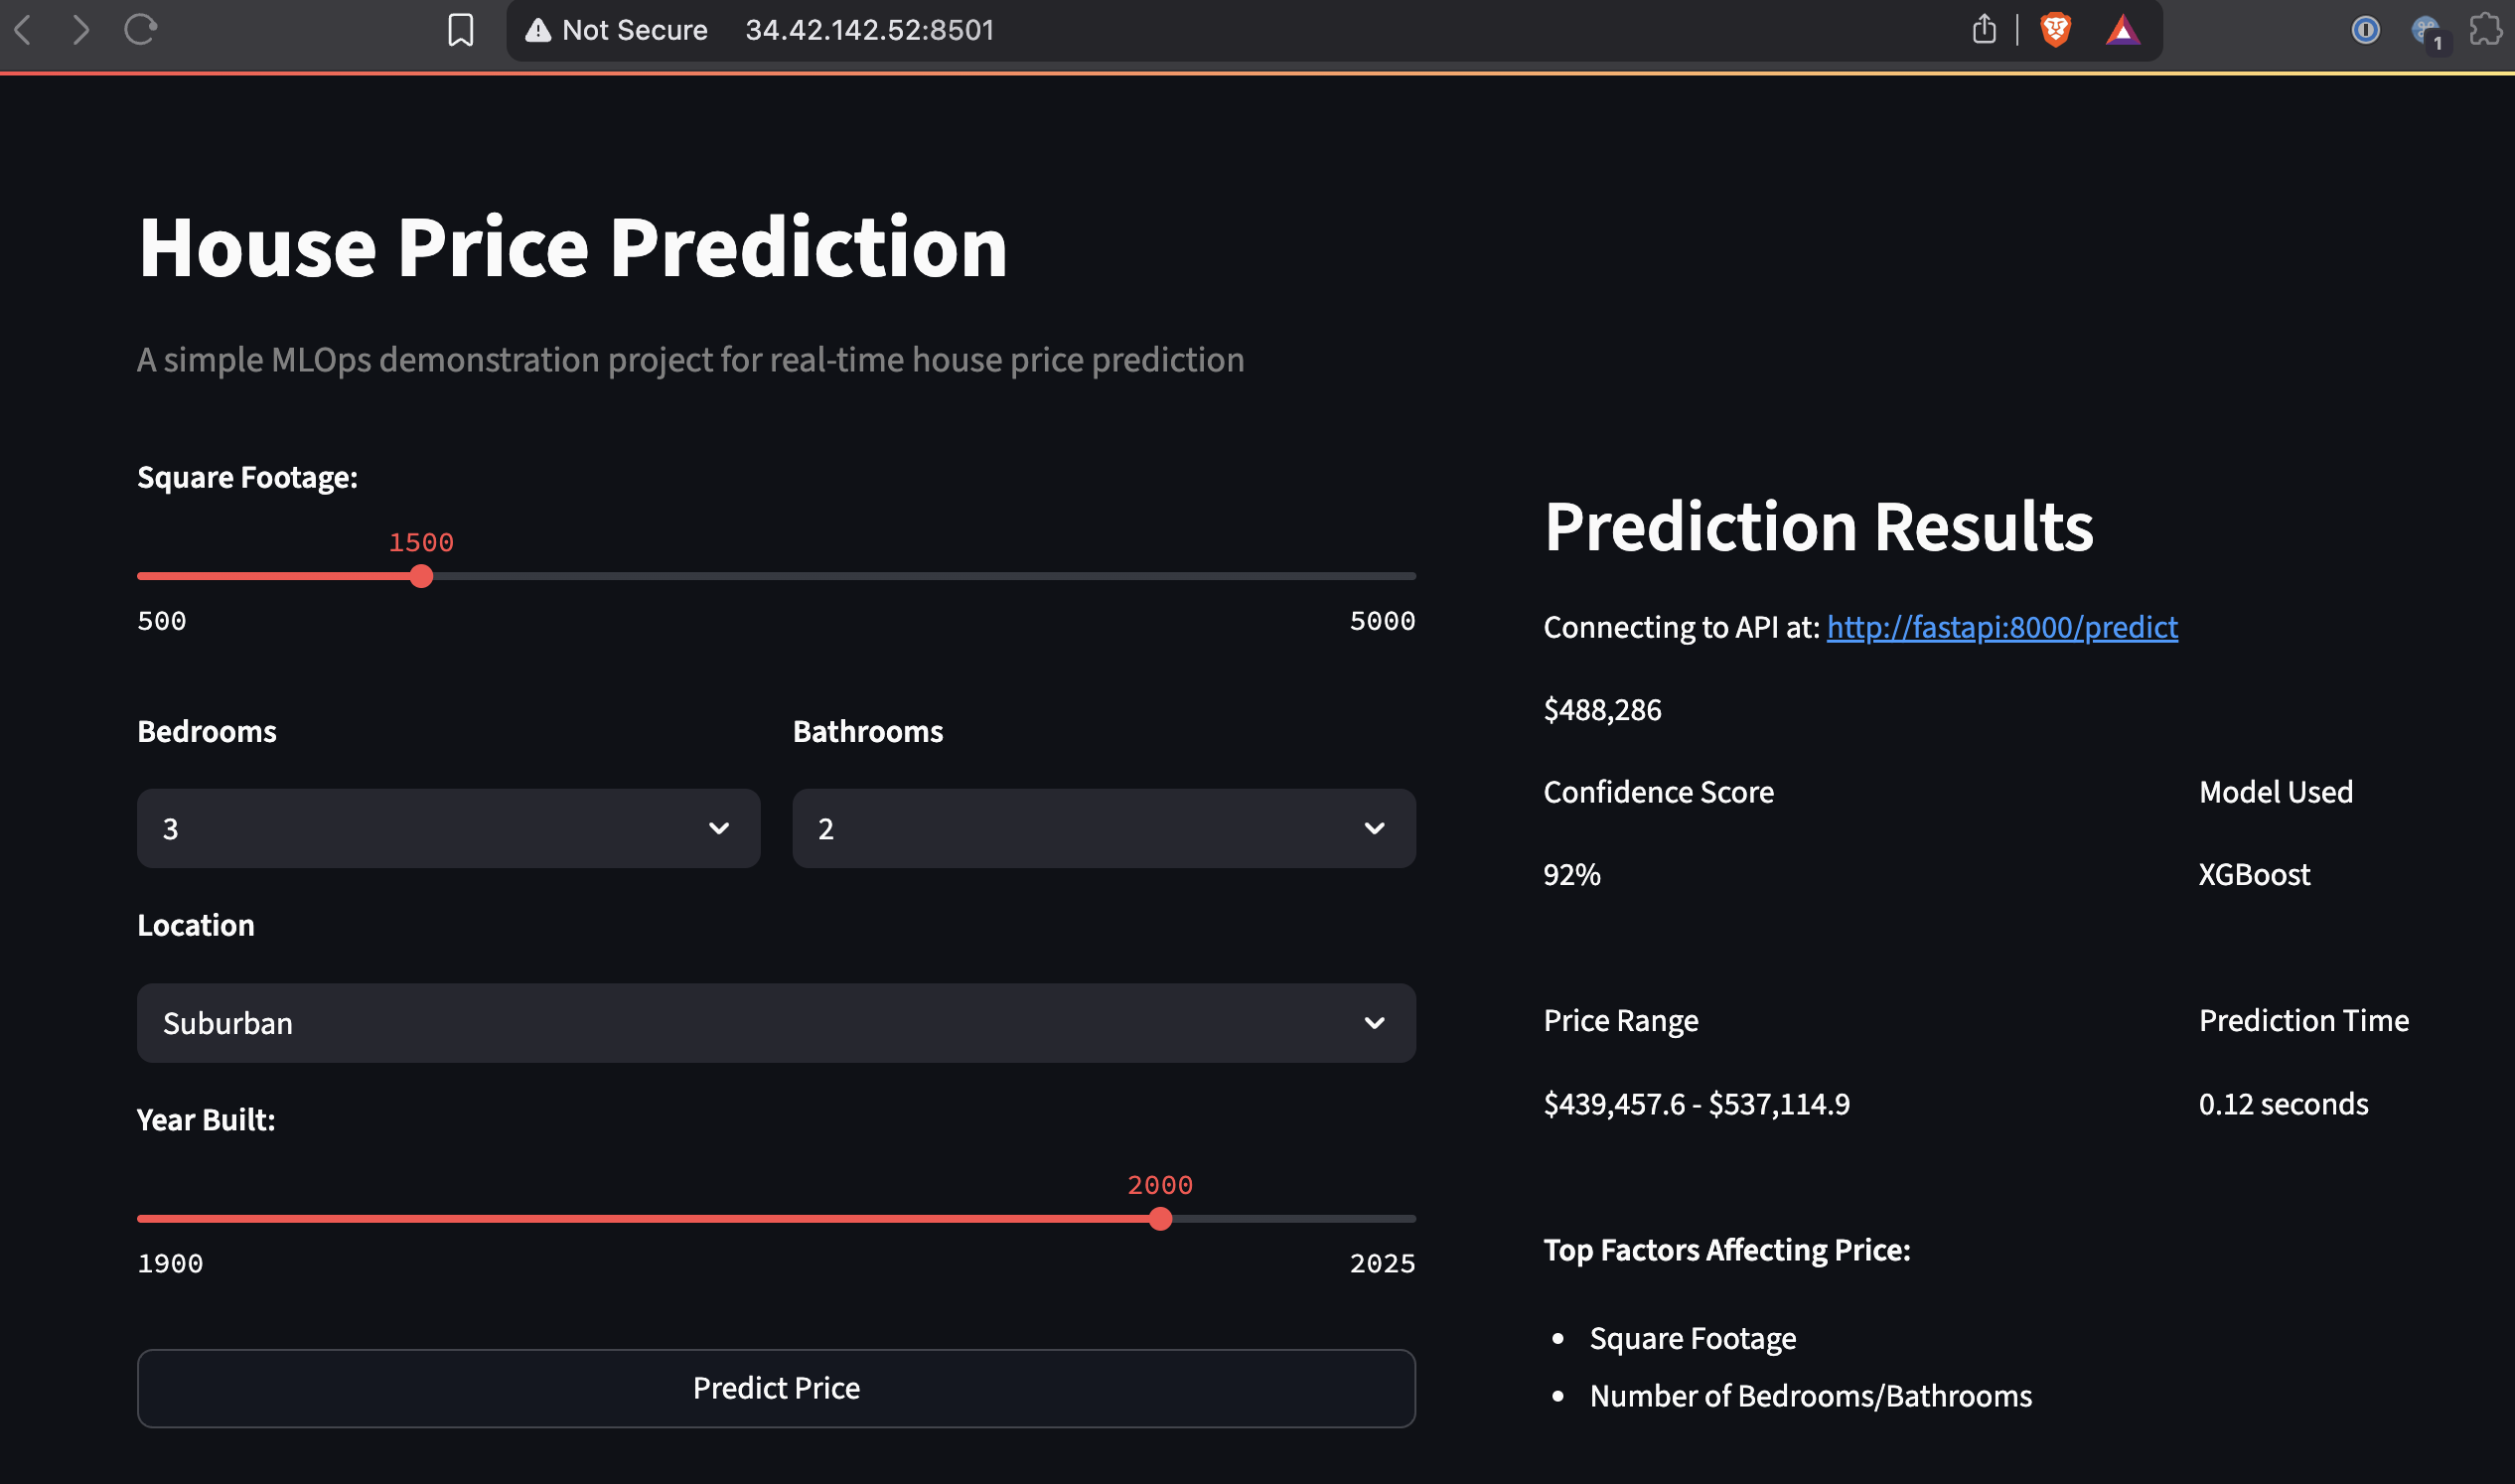 Not Secure 34.42.142.52:8501
1
House Price Prediction
A simple MLOps demonstration project for real-time house price prediction
Square Footage:
1500
500 5000
Bedrooms Bathrooms
3 2
Location
Suburban
Year Built:
2000
1900 2025
Predict Price
Prediction Results
Connecting to API at: http://fastapi:8000/predict
$488,286
Confidence Score Model Used
92% XGBoost
Price Range Prediction Time
$439,457.6 - $537,114.9 0.12 seconds
Top Factors Affecting Price:
• Square Footage
• Number of Bedrooms/Bathrooms